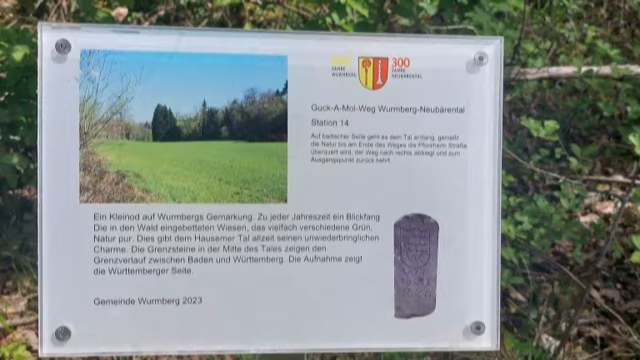 JAHRE
WURMBERG
300
JAHRE
NEUBÄRENTAL
Guck-A-Mol-Weg Wurmberg-Neubärental
Station 14
Auf badischer Seite geht es dem Tal entlang, genießt
die Natur bis am Ende des Weges die Pforzheim Straße
überquert wird, der Weg nach rechts abbiegt und zum
Ausgangspunkt zurück kehrt.
Ein Kleinod auf Wurmbergs Gemarkung. Zu jeder Jahreszeit ein Blickfang
Die in den Wald eingebetteten Wiesen, das vielfach verschiedene Grün,
Natur pur. Dies gibt dem Hausemer Tal allzeit seinen unwiederbringlichen
Charme. Die Grenzsteine in der Mitte des Tales zeigen den
Grenzverlauf zwischen Baden und Württemberg. Die Aufnahme zeigt
die Württemberger Seite.
Gemeinde Wurmberg 2023